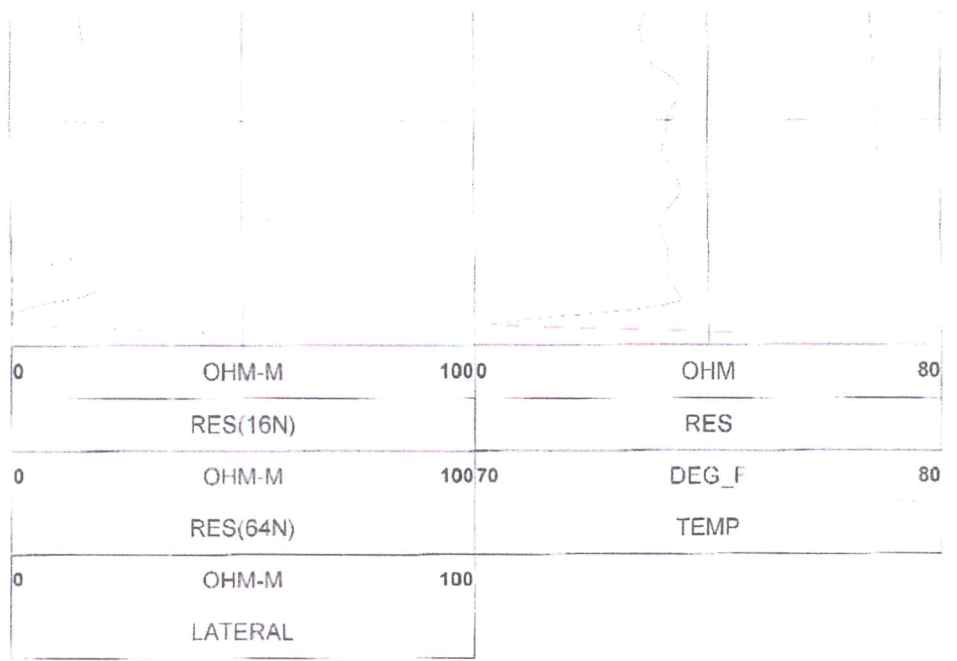 0 OHM-M 100 0 OHM 80
RES(16N) RES
0 OHM-M 100 70 DEG_F 80
RES(64N) TEMP
0 OHM-M 100
LATERAL